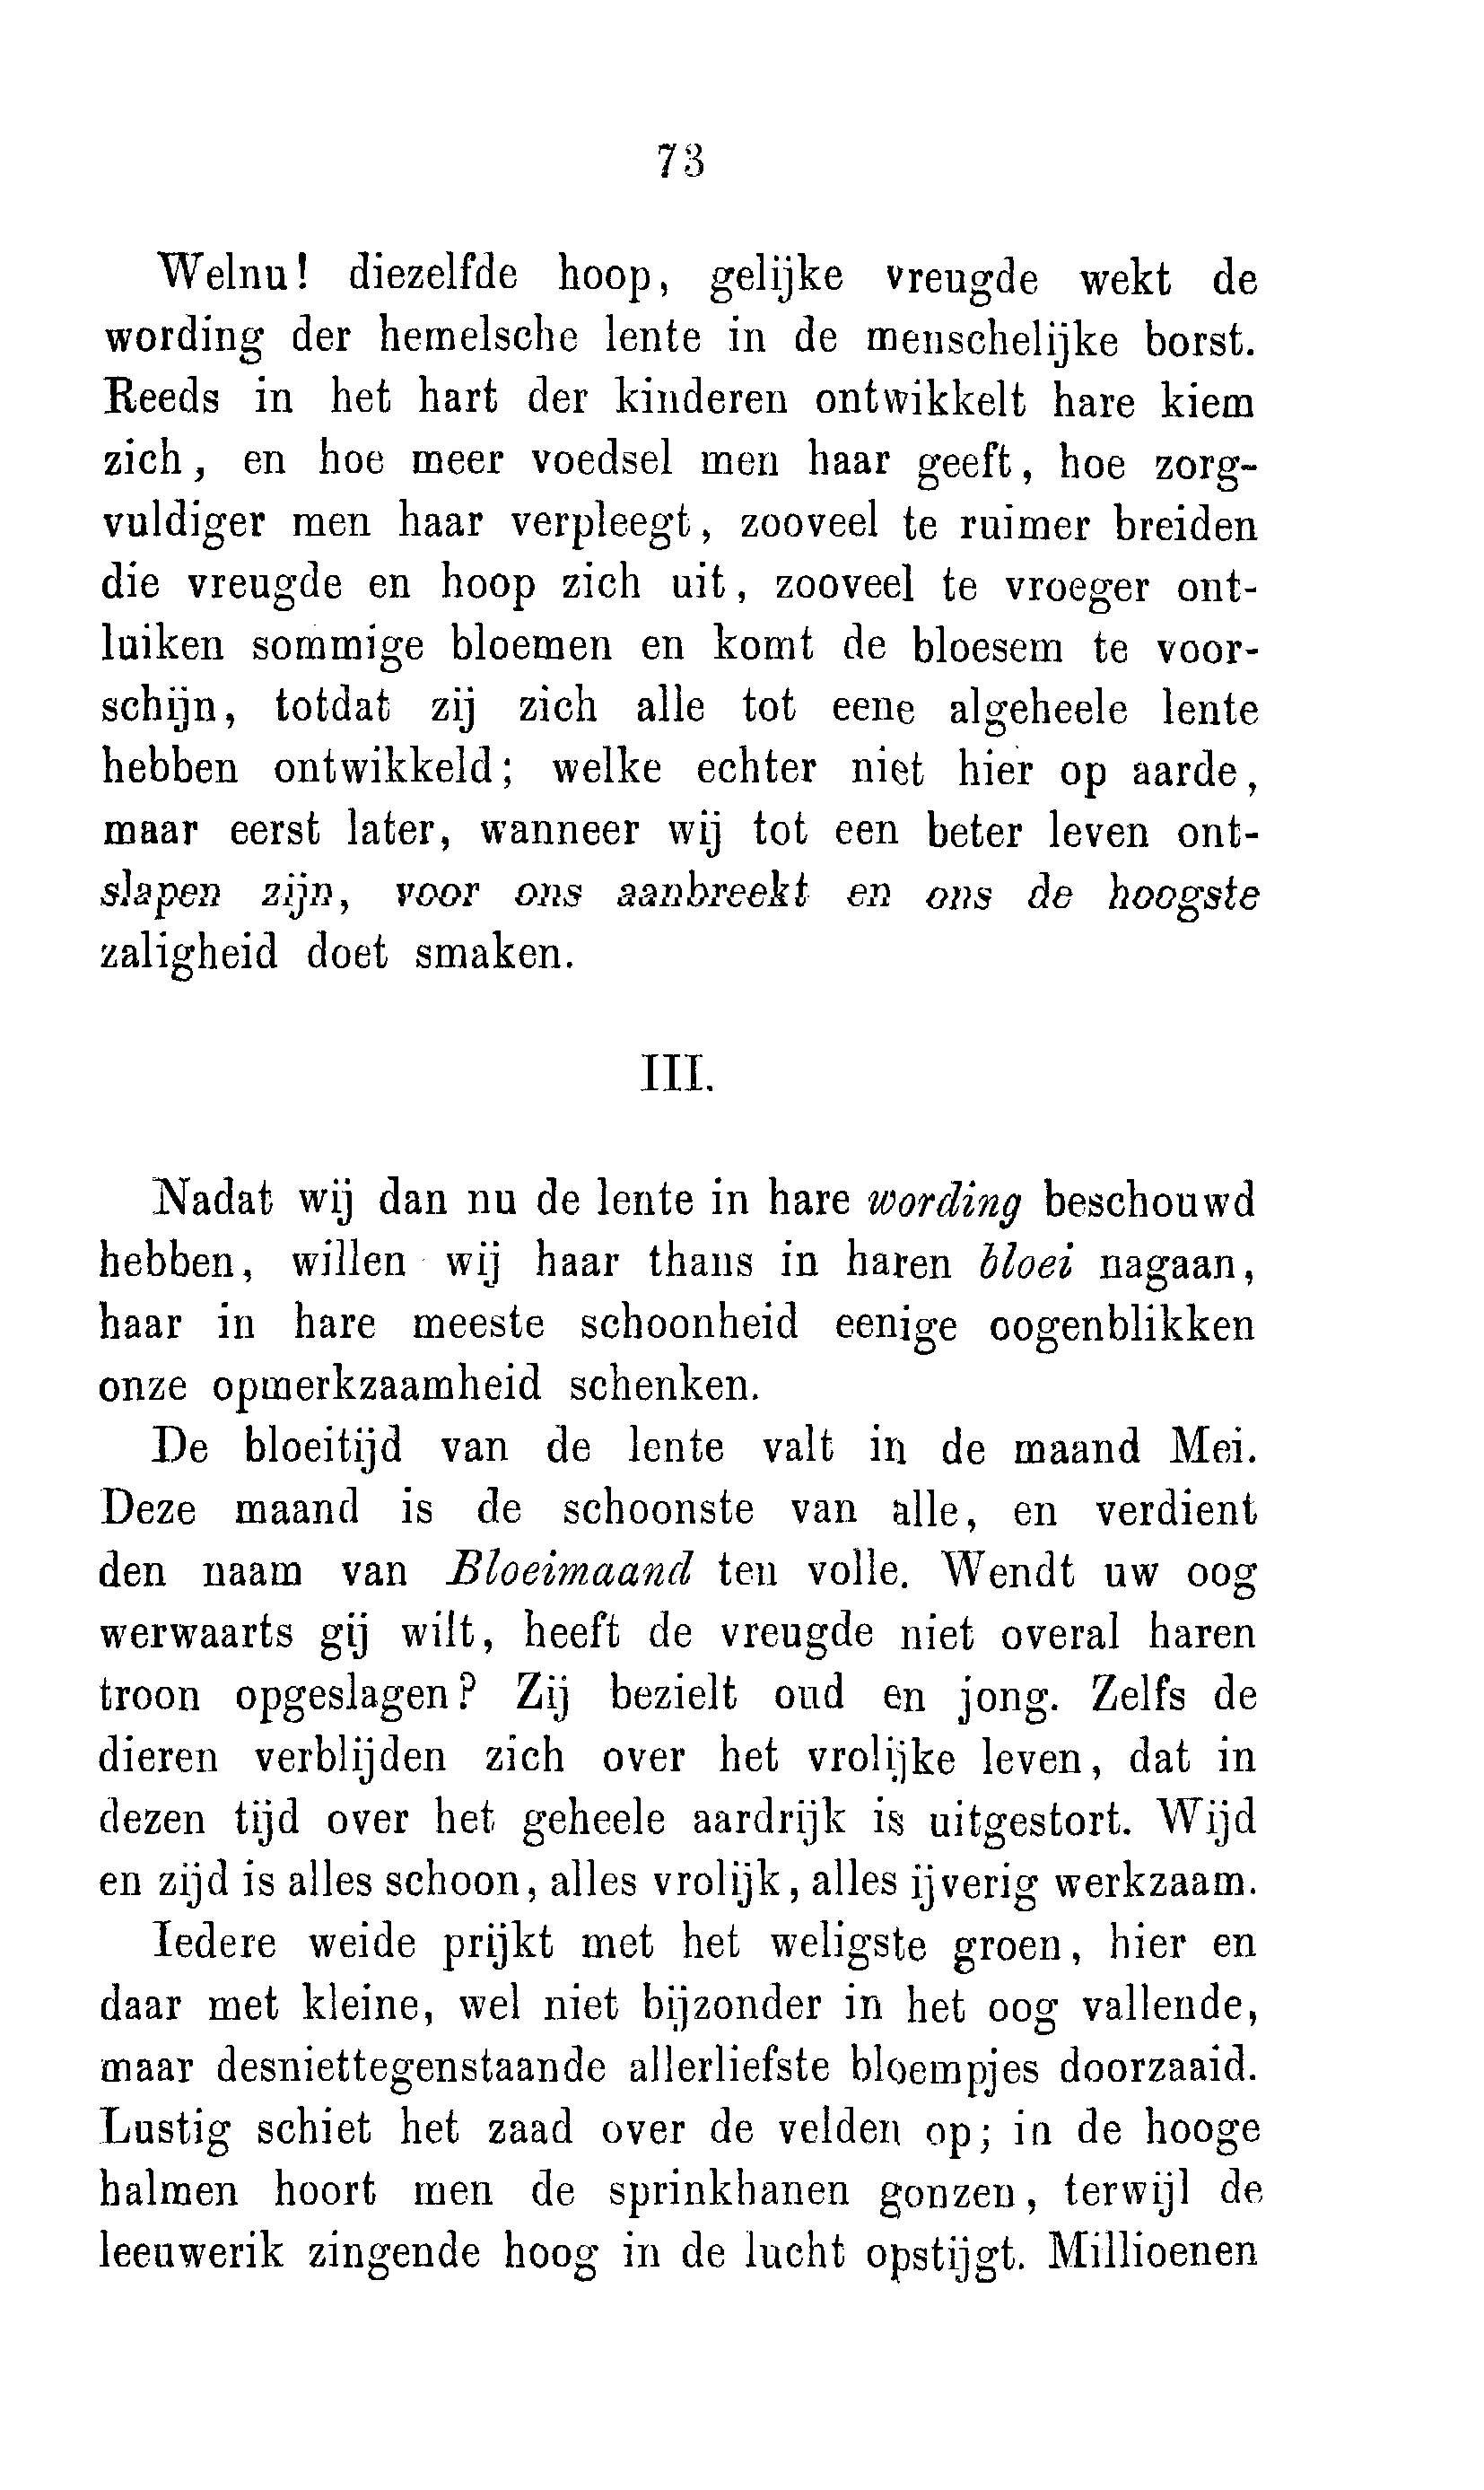 73
Welnu! diezelfde hoop, gelijke vreugde wekt de
wording der hemelsche lente in de menschelijke borst.
Reeds in het hart der kinderen ontwikkelt hare kiem
zich, en hoe meer voedsel men haar geeft, hoe zorg-
vuldiger men haar verpleegt, zooveel te ruimer breiden
die vreugde en hoop zich uit, zooveel te vroeger ont-
luiken sommige bloemen en komt de bloesem te voor-
schijn, totdat zij zich alle tot eene algeheele lente
hebben ontwikkeld; welke echter niet hier op aarde,
maar eerst later, wanneer wij tot een beter leven ont-
slapen zijn, voor ons aanbreekt en ons de hoogste
zaligheid doet smaken.
III.
Nadat wij dan nu de lente in hare wording beschouwd
hebben, willen wij haar thans in haren bloei nagaan,
haar in hare meeste schoonheid eenige oogenblikken
onze opmerkzaamheid schenken.
De bloeitijd van de lente valt in de maand Mei.
Deze maand is de schoonste van alle, en verdient
den naam van Bloeimaand ten volle. Wendt uw oog
werwaarts gij wilt, heeft de vreugde niet overal haren
troon opgeslagen? Zij bezielt oud en jong. Zelfs de
dieren verblijden zich over het vrolijke leven, dat in
dezen tijd over het geheele aardrijk is uitgestort. Wijd
en zijd is alles schoon, alles vrolijk, alles ijverig werkzaam.
Iedere weide prijkt met het weligste groen, hier en
daar met kleine, wel niet bijzonder in het oog vallende,
maar desniettegenstaande allerliefste bloempjes doorzaaid.
Lustig schiet het zaad over de velden op; in de hooge
halmen hoort men de sprinkhanen gonzen, terwijl de
leeuwerik zingende hoog in de lucht opstijgt. Millioenen